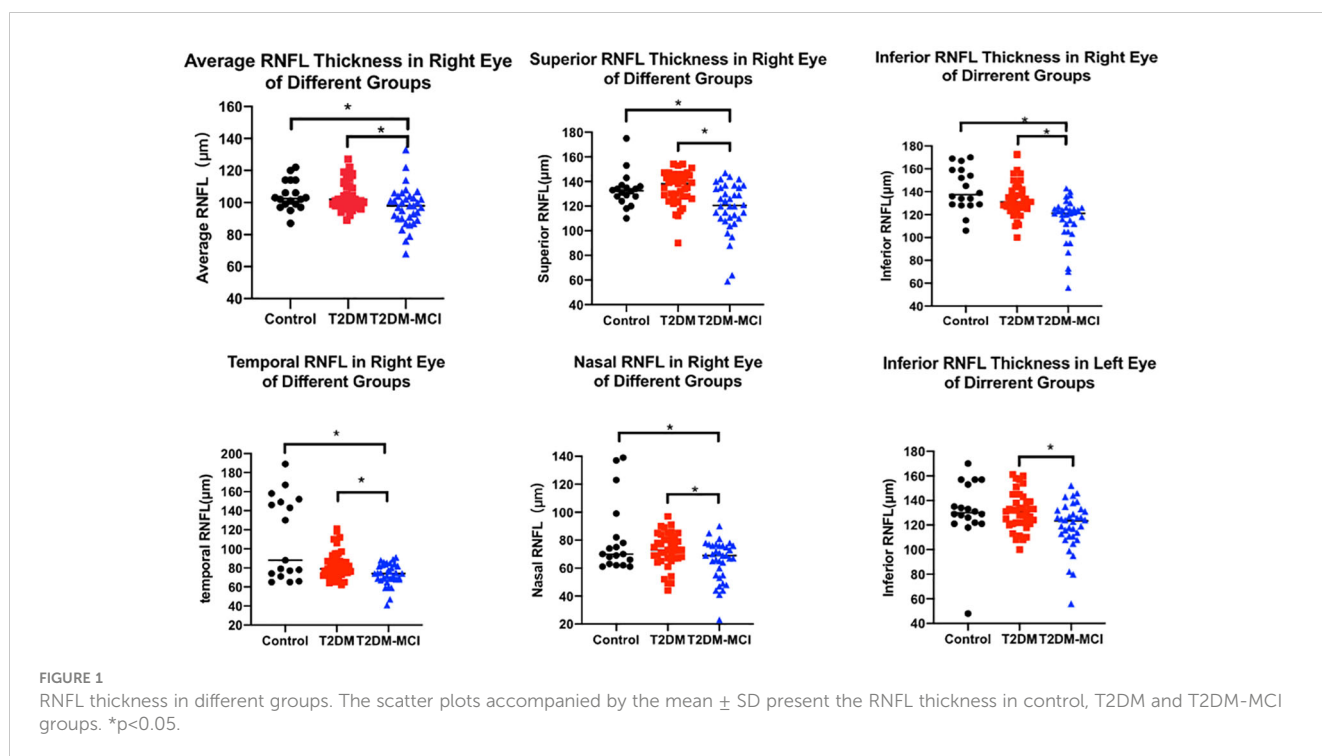 Average RNFL Thickness in Right Eye
of Different Groups
Average RNFL (μm)
160
140
120
100
80
60
40
*
*
Control T2DM T2DM-MCI
Superior RNFL Thickness in Right Eye
of Different Groups
Superior RNFL(μm)
180
160
140
120
100
80
60
40
*
*
Control T2DM T2DM-MCI
Inferior RNFL Thickness in Right Eye
of Dirrerent Groups
Inferior RNFL(μm)
180
160
140
120
100
80
60
40
*
*
Control T2DM T2DM-MCI
Temporal RNFL in Right Eye
of Different Groups
temporal RNFL(μm)
200
180
160
140
120
100
80
60
40
20
*
*
Control T2DM T2DM-MCI
Nasal RNFL in Right Eye
of Different Groups
Nasal RNFL (μm)
140
120
100
80
60
40
20
*
*
Control T2DM T2DM-MCI
Inferior RNFL Thickness in Left Eye
of Dirrerent Groups
Inferior RNFL(μm)
180
160
140
120
100
80
60
40
*
Control T2DM T2DM-MCI
FIGURE 1
RNFL thickness in different groups. The scatter plots accompanied by the mean ± SD present the RNFL thickness in control, T2DM and T2DM-MCI
groups. *p<0.05.